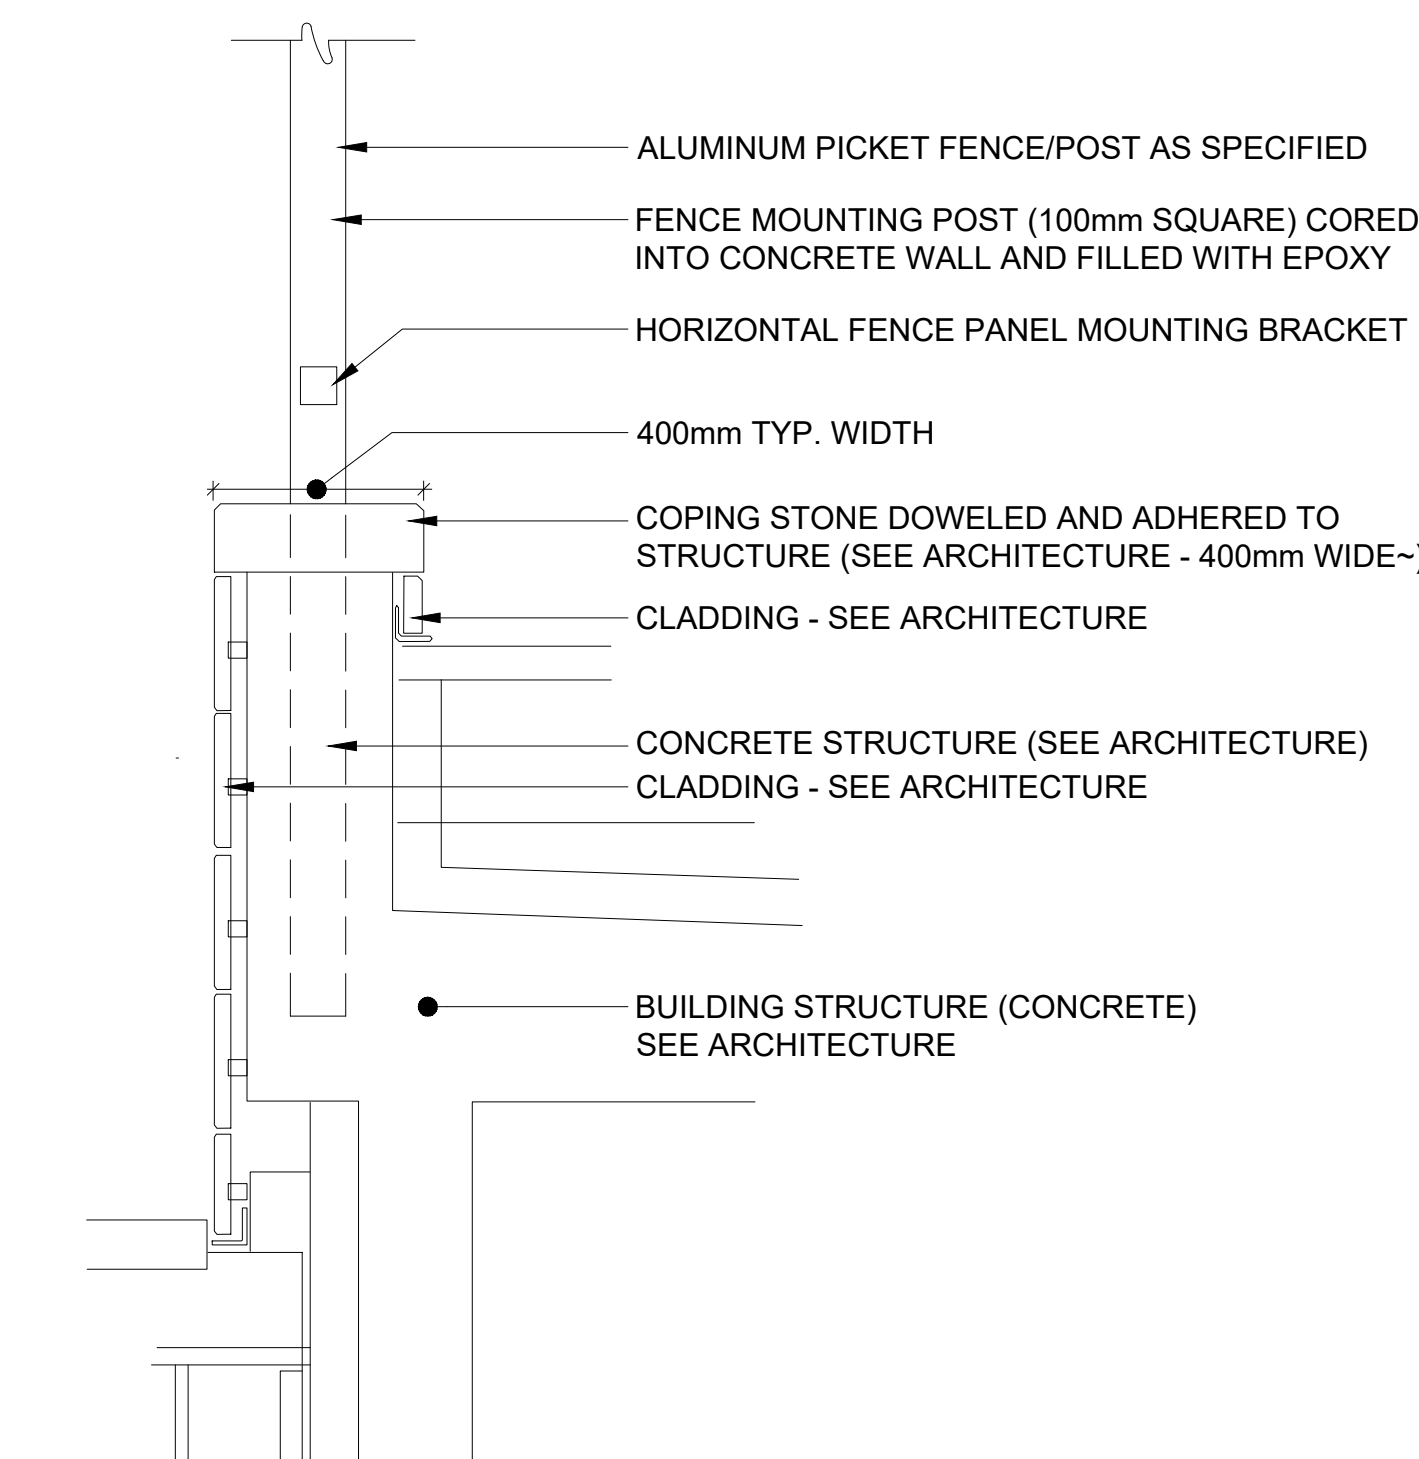 ALUMINUM PICKET FENCE/POST AS SPECIFIED
FENCE MOUNTING POST (100mm SQUARE) CORED
INTO CONCRETE WALL AND FILLED WITH EPOXY
HORIZONTAL FENCE PANEL MOUNTING BRACKET
400mm TYP. WIDTH
COPING STONE DOWELED AND ADHERED TO
STRUCTURE (SEE ARCHITECTURE - 400mm WIDE~)
CLADDING - SEE ARCHITECTURE
CONCRETE STRUCTURE (SEE ARCHITECTURE)
CLADDING - SEE ARCHITECTURE
BUILDING STRUCTURE (CONCRETE)
SEE ARCHITECTURE